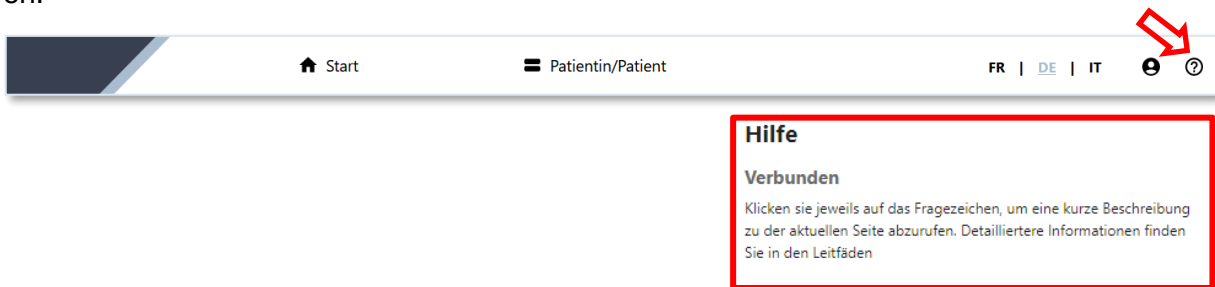 Start Patientin/Patient FR | DE | IT
Hilfe
Verbunden
Klicken sie jeweils auf das Fragezeichen, um eine kurze Beschreibung
zu der aktuellen Seite abzurufen. Detailliertere Informationen finden
Sie in den Leitfäden